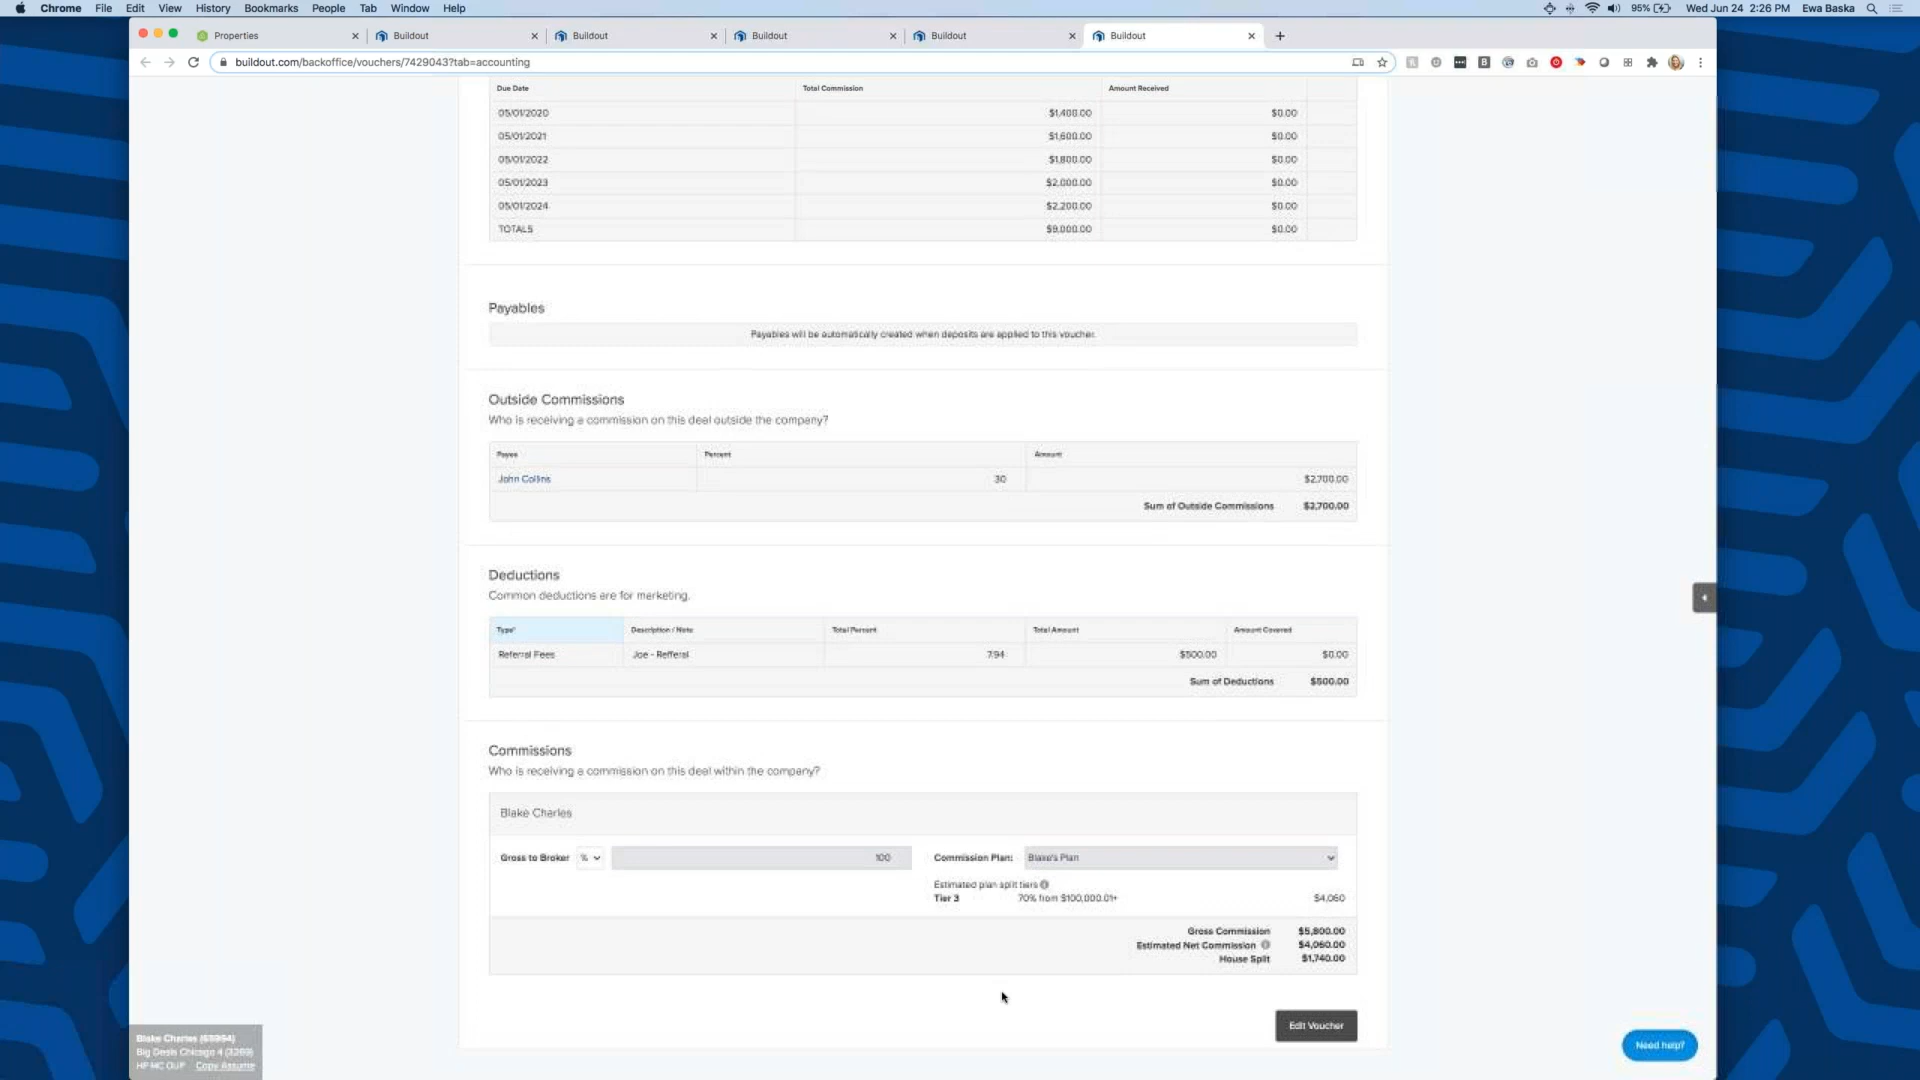 Chrome File Edit View History Bookmarks People Tab Window Help 95% Wed Jun 24 2:26 PM Ewa Baska
Properties Buildout Buildout Buildout Buildout Buildout
buildout.com/backoffice/vouchers/7429043?tab=accounting
Due Date Total Commission Amount Received
05/01/2020 $1,400.00 $0.00
05/01/2021 $1,600.00 $0.00
05/01/2022 $1,800.00 $0.00
05/01/2023 $2,000.00 $0.00
05/01/2024 $2,200.00 $0.00
TOTALS $9,000.00 $0.00
Payables
Payables will be automatically created when deposits are applied to this voucher.
Outside Commissions
Who is receiving a commission on this deal outside the company?
Payee Percent Amount
John Collins 30 $2,700.00
Sum of Outside Commissions $2,700.00
Deductions
Common deductions are for marketing.
Type* Description / Note Total Percent Total Amount Amount Covered
Referral Fees Joe - Refferal 7.94 $500.00 $0.00
Sum of Deductions $500.00
Commissions
Who is receiving a commission on this deal within the company?
Blake Charles
Gross to Broker % 100 Commission Plan: Blake's Plan
Estimated plan split tiers
Tier 3 70% from $100,000.01+ $4,060
Gross Commission $5,800.00
Estimated Net Commission $4,060.00
House Split $1,740.00
Edit Voucher
Need help?
Blake Charles
Big Deals Chicago 4
Copy Assume